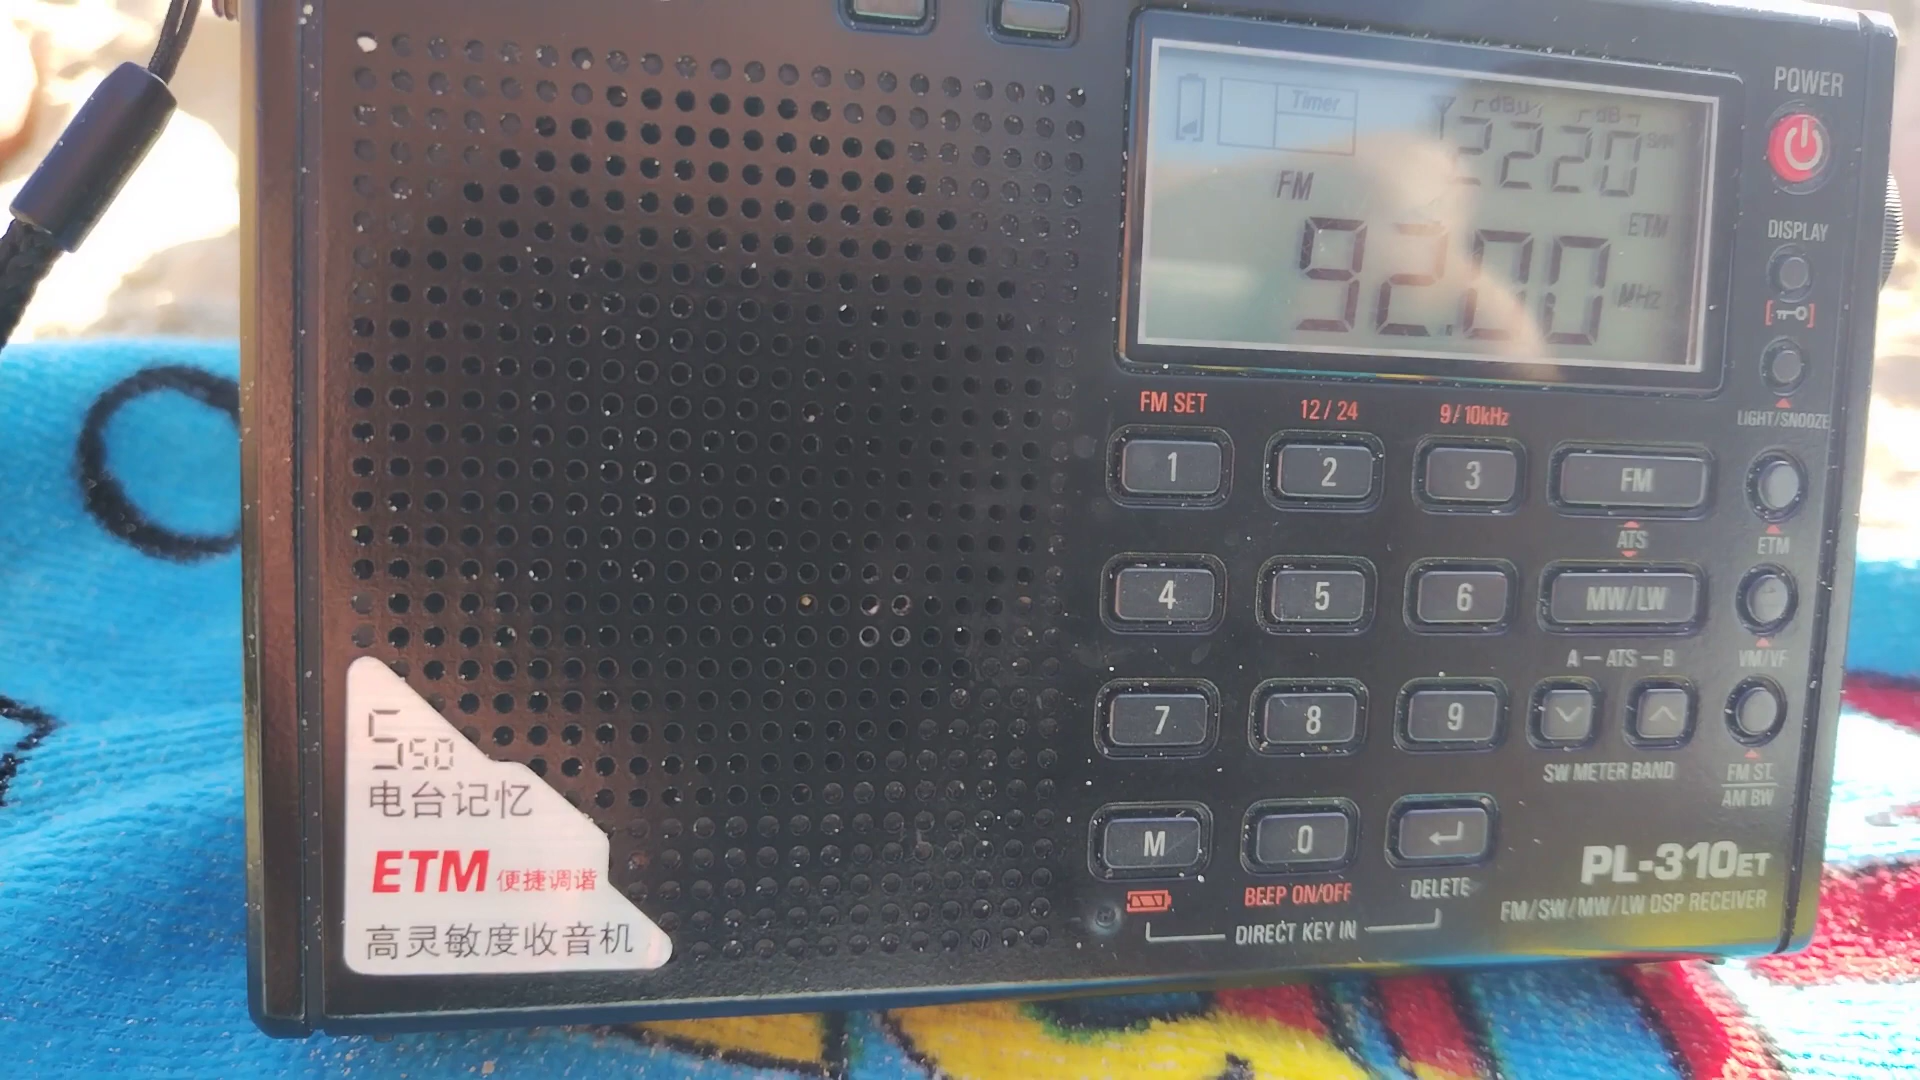 Timer
dBμ dB
2220 S/N
FM
ETM
92.00 MHz
POWER
DISPLAY
LIGHT/SNOOZE
FM SET 12/24 9/10kHz
1 2 3 FM
ATS
ETM
4 5 6 MW/LW
A — ATS — B
VM/VF
7 8 9
SW METER BAND
FM ST.
AM BW
M 0
BEEP ON/OFF DELETE
DIRECT KEY IN
PL-310ET
FM/SW/MW/LW DSP RECEIVER
550
电台记忆
ETM 便捷调谐
高灵敏度收音机